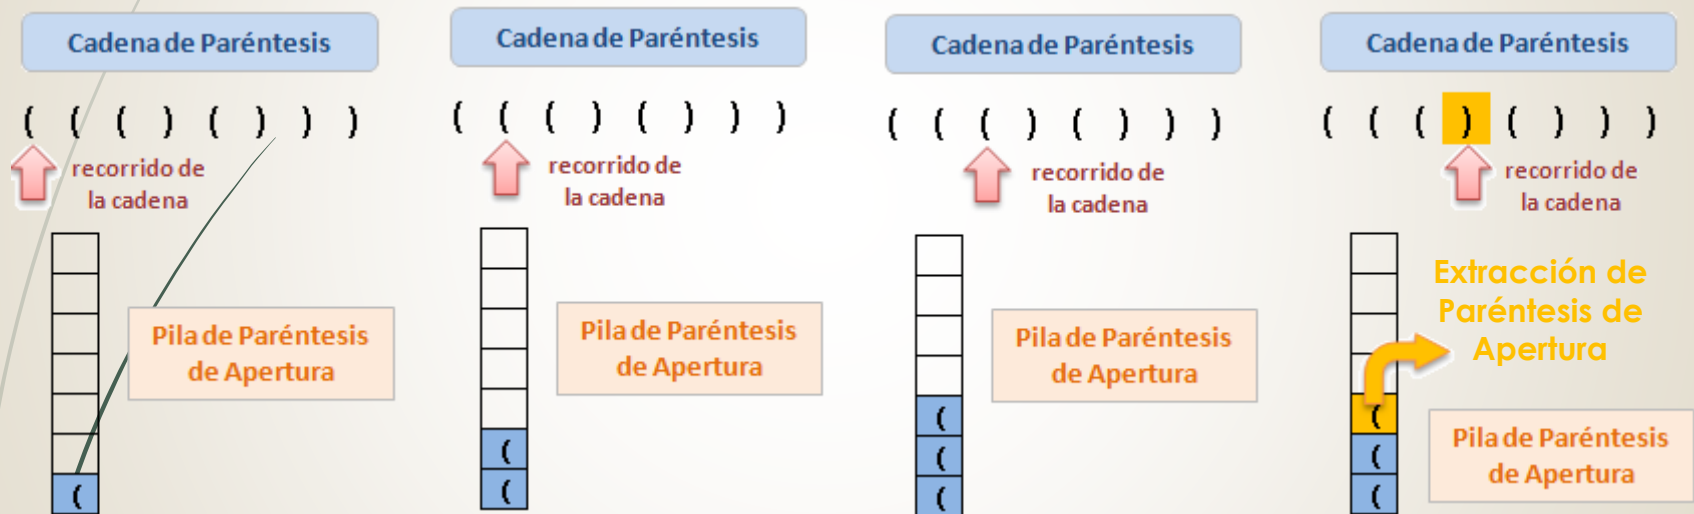 Cadena de Paréntesis
( ( ( ) ( ) ) )
recorrido de
la cadena
Pila de Paréntesis
de Apertura
(
Cadena de Paréntesis
( ( ( ) ( ) ) )
recorrido de
la cadena
Pila de Paréntesis
de Apertura
(
(
Cadena de Paréntesis
( ( ( ) ( ) ) )
recorrido de
la cadena
Pila de Paréntesis
de Apertura
(
(
(
Cadena de Paréntesis
( ( ( ) ( ) ) )
recorrido de
la cadena
Extracción de
Paréntesis de
Apertura
(
Pila de Paréntesis
de Apertura
(
(